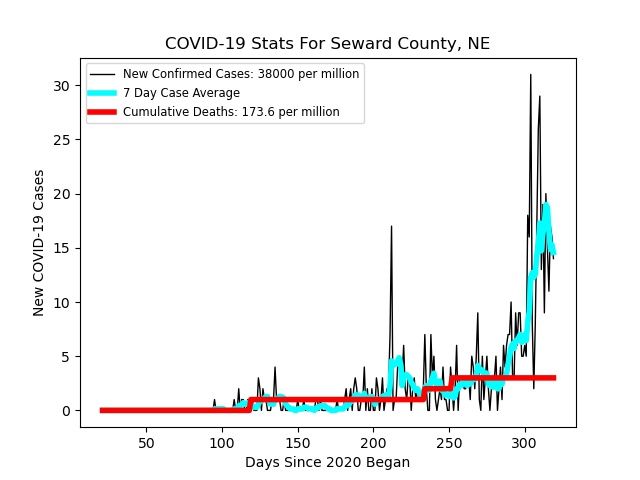 COVID-19 Stats For Seward County, NE
New Confirmed Cases: 38000 per million
7 Day Case Average
Cumulative Deaths: 173.6 per million
New COVID-19 Cases
30
25
20
15
10
5
0
50 100 150 200 250 300
Days Since 2020 Began